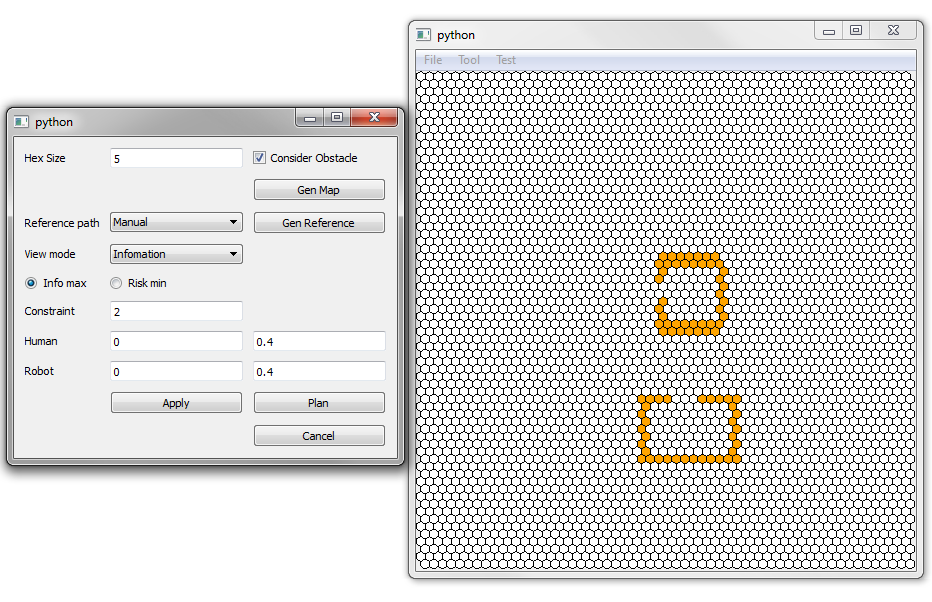 python
Hex Size 5 Consider Obstacle
Gen Map
Reference path Manual Gen Reference
View mode Infomation
Info max Risk min
Constraint 2
Human 0 0.4
Robot 0 0.4
Apply Plan
Cancel
python
File Tool Test